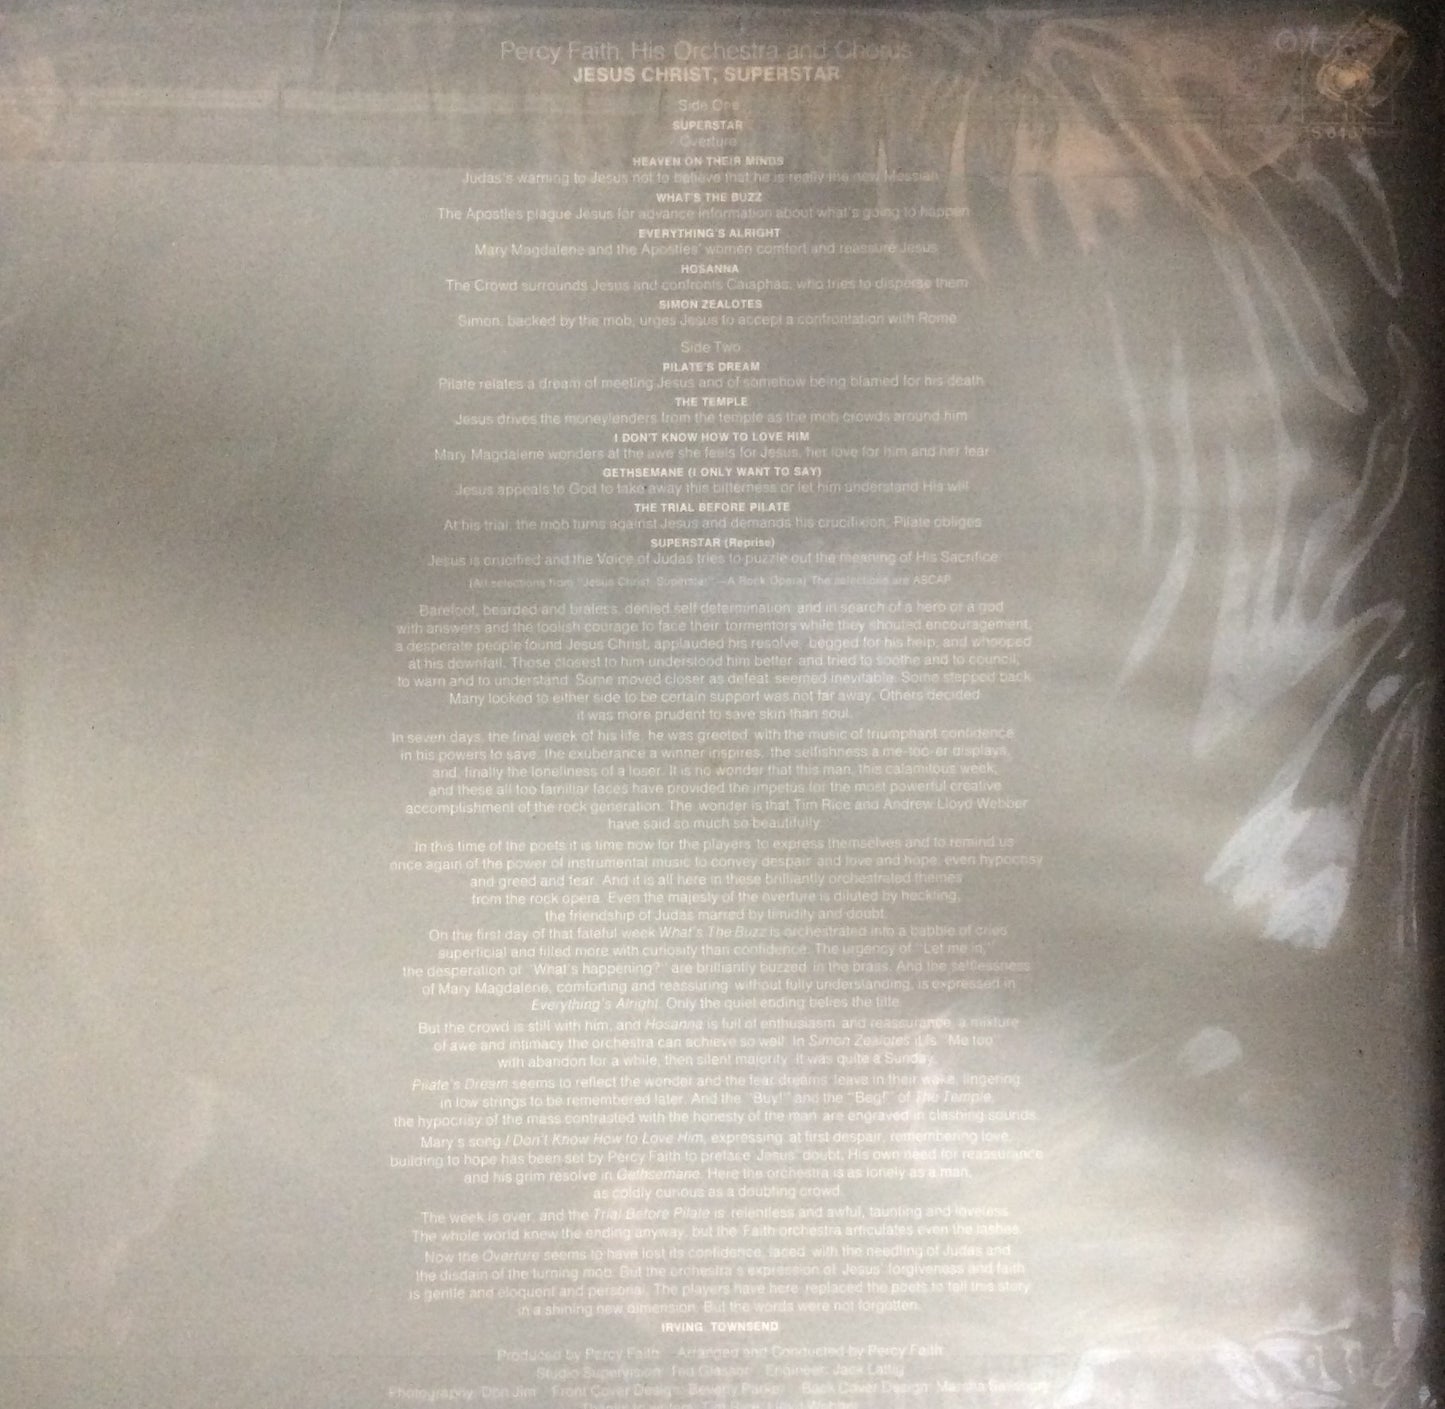 Percy Faith, His Orchestra and Chorus
JESUS CHRIST, SUPERSTAR
Side One
SUPERSTAR
Overture
HEAVEN ON THEIR MINDS
Judas's warning to Jesus not to believe that he is really the new Messiah
WHAT'S THE BUZZ
The Apostles plague Jesus for advance information about what's going to happen
EVERYTHING'S ALRIGHT
Mary Magdalene and the Apostles' women comfort and reassure Jesus
HOSANNA
The Crowd surrounds Jesus and confronts Caiaphas, who tries to disperse them
SIMON ZEALOTES
Simon, backed by the mob, urges Jesus to accept a confrontation with Rome
Side Two
PILATE'S DREAM
Pilate relates a dream of meeting Jesus and of somehow being blamed for his death
THE TEMPLE
Jesus drives the moneylenders from the temple as the mob crowds around him
I DON'T KNOW HOW TO LOVE HIM
Mary Magdalene wonders at the awe she feels for Jesus, her love for him and her fear
GETHSEMANE (I ONLY WANT TO SAY)
Jesus appeals to God to take away this bitterness or let him understand His will
THE TRIAL BEFORE PILATE
At his trial, the mob turns against Jesus and demands his crucifixion; Pilate obliges
SUPERSTAR (Reprise)
Jesus is crucified and the Voice of Judas tries to puzzle out the meaning of His Sacrifice
(All selections from "Jesus Christ, Superstar"—A Rock Opera) The selections are ASCAP
Barefoot, bearded and braless, denied self determination and in search of a hero or a god
with answers and the foolish courage to face their tormentors while they shouted encouragement,
a desperate people found Jesus Christ, applauded his resolve, begged for his help, and whooped
at his downfall. Those closest to him understood him better and tried to soothe and to council,
to warn and to understand. Some moved closer as defeat seemed inevitable. Some stepped back.
Many looked to either side to be certain support was not far away. Others decided
it was more prudent to save skin than soul.
In seven days, the final week of his life, he was greeted with the music of triumphant confidence
in his powers to save, the exuberance a winner inspires, the selfishness a me-too-er displays,
and, finally the loneliness of a loser. It is no wonder that this man, this calamitous week,
and these all too familiar faces have provided the impetus for the most powerful creative
accomplishment of the rock generation. The wonder is that Tim Rice and Andrew Lloyd Webber
have said so much so beautifully.
In this time of the poets it is time now for the players to express themselves and to remind us
once again of the power of instrumental music to convey despair and love and hope, even hypocrisy
and greed and fear. And it is all here in these brilliantly orchestrated themes
from the rock opera. Even the majesty of the overture is diluted by heckling,
the friendship of Judas marred by timidity and doubt.
On the first day of that fateful week What's The Buzz is orchestrated into a babble of cries
superficial and filled more with curiosity than confidence. The urgency of "Let me in,"
the desperation of "What's happening?" are brilliantly buzzed in the brass. And the selflessness
of Mary Magdalene, comforting and reassuring without fully understanding, is expressed in
Everything's Alright. Only the quiet ending belies the title.
But the crowd is still with him, and Hosanna is full of enthusiasm and reassurance, a mixture
of awe and intimacy the orchestra can achieve so well. In Simon Zealotes it is "Me too"
with abandon for a while, then silent majority. It was quite a Sunday.
Pilate's Dream seems to reflect the wonder and the fear dreams leave in their wake, lingering
in low strings to be remembered later. And the "Buy!" and the "Beg!" of The Temple,
the hypocrisy of the mass contrasted with the honesty of the man are engraved in clashing sounds.
Mary's song I Don't Know How to Love Him, expressing at first despair, remembering love,
building to hope has been set by Percy Faith to preface Jesus' doubt, His own need for reassurance
and his grim resolve in Gethsemane. Here the orchestra is as lonely as a man,
as coldly curious as a doubting crowd.
The week is over, and the Trial Before Pilate is relentless and awful, taunting and loveless.
The whole world knew the ending anyway, but the Faith orchestra articulates even the lashes.
Now the Overture seems to have lost its confidence, laced with the needling of Judas and
the disdain of the turning mob. But the orchestra's expression of Jesus' forgiveness and faith
is gentle and eloquent and personal. The players have here replaced the poets to tell this story
in a shining new dimension. But the words were not forgotten.
IRVING TOWNSEND
Produced by Percy Faith Arranged and Conducted by Percy Faith
Studio Supervision: Ted Glasser Engineer: Jack Lattig
Photography: Don Jim Front Cover Design: Beverly Parker Back Cover Design: Marsha